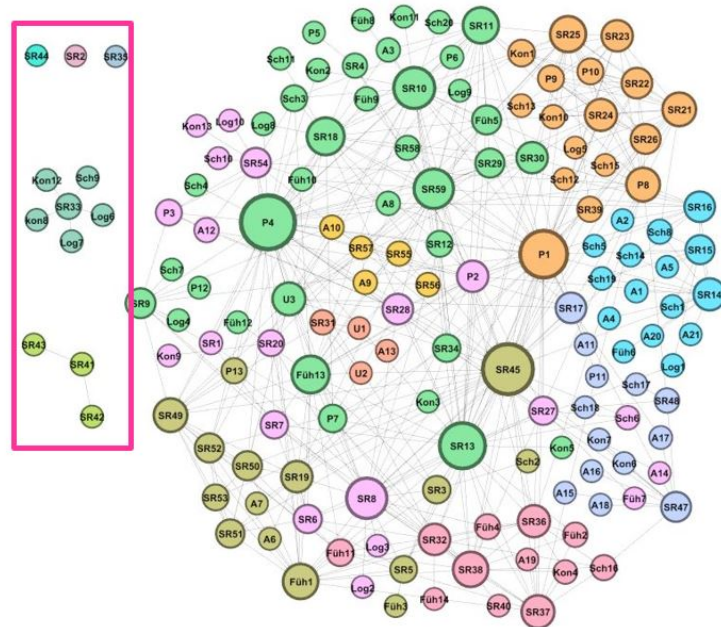 SR44 SR2 SR35
Kon12 Sch9
kon8 SR33 Log6
Log7
SR43
SR41
SR42
Füh8 Kon11 Sch20 SR11
P5 A3 P6
Sch11 Kon2 SR4
Sch3 Füh9 SR10 Log9
Kon13 Log10 Log8 SR18 Füh5
Sch10 SR54 SR58 SR29 SR30
Sch4 Füh10 SR59
P3 A12 P4 A8
A10 SR57 SR55 SR12
A9 SR56 P2
Sch7 P12 U3 SR28
SR9 Log4 Füh12 SR31 U1
Kon9 SR1 SR20 A13 SR34
P13 Füh13 U2
SR25 SR23
Kon1 P9 P10 SR22
Sch13 Kon10 SR24 SR21
Log5 SR26
Sch12 Sch15 P8
SR39 P1
A2 SR16
Sch5 Sch8 SR15
Sch14 A5
Sch19 A1 Sch1 SR14
SR17 A4 A20 A21
A11 Füh6 Log1
P11 Sch17 SR48
SR45 Sch18 Sch6
SR27 Kon7 A17
Kon5 Kon6 A14
A16 Füh7
A15 A18 SR47
SR49 SR7 P7 Kon3 SR13
SR52 SR50 SR19 SR8 SR3 Sch2
SR53 A7 SR6
SR51 A6 Füh11 Log3 SR32 Füh4 SR36 Füh2
Füh1 Log2 SR5 SR38 A19 Kon4 Sch16
Füh3 Füh14 SR40 SR37